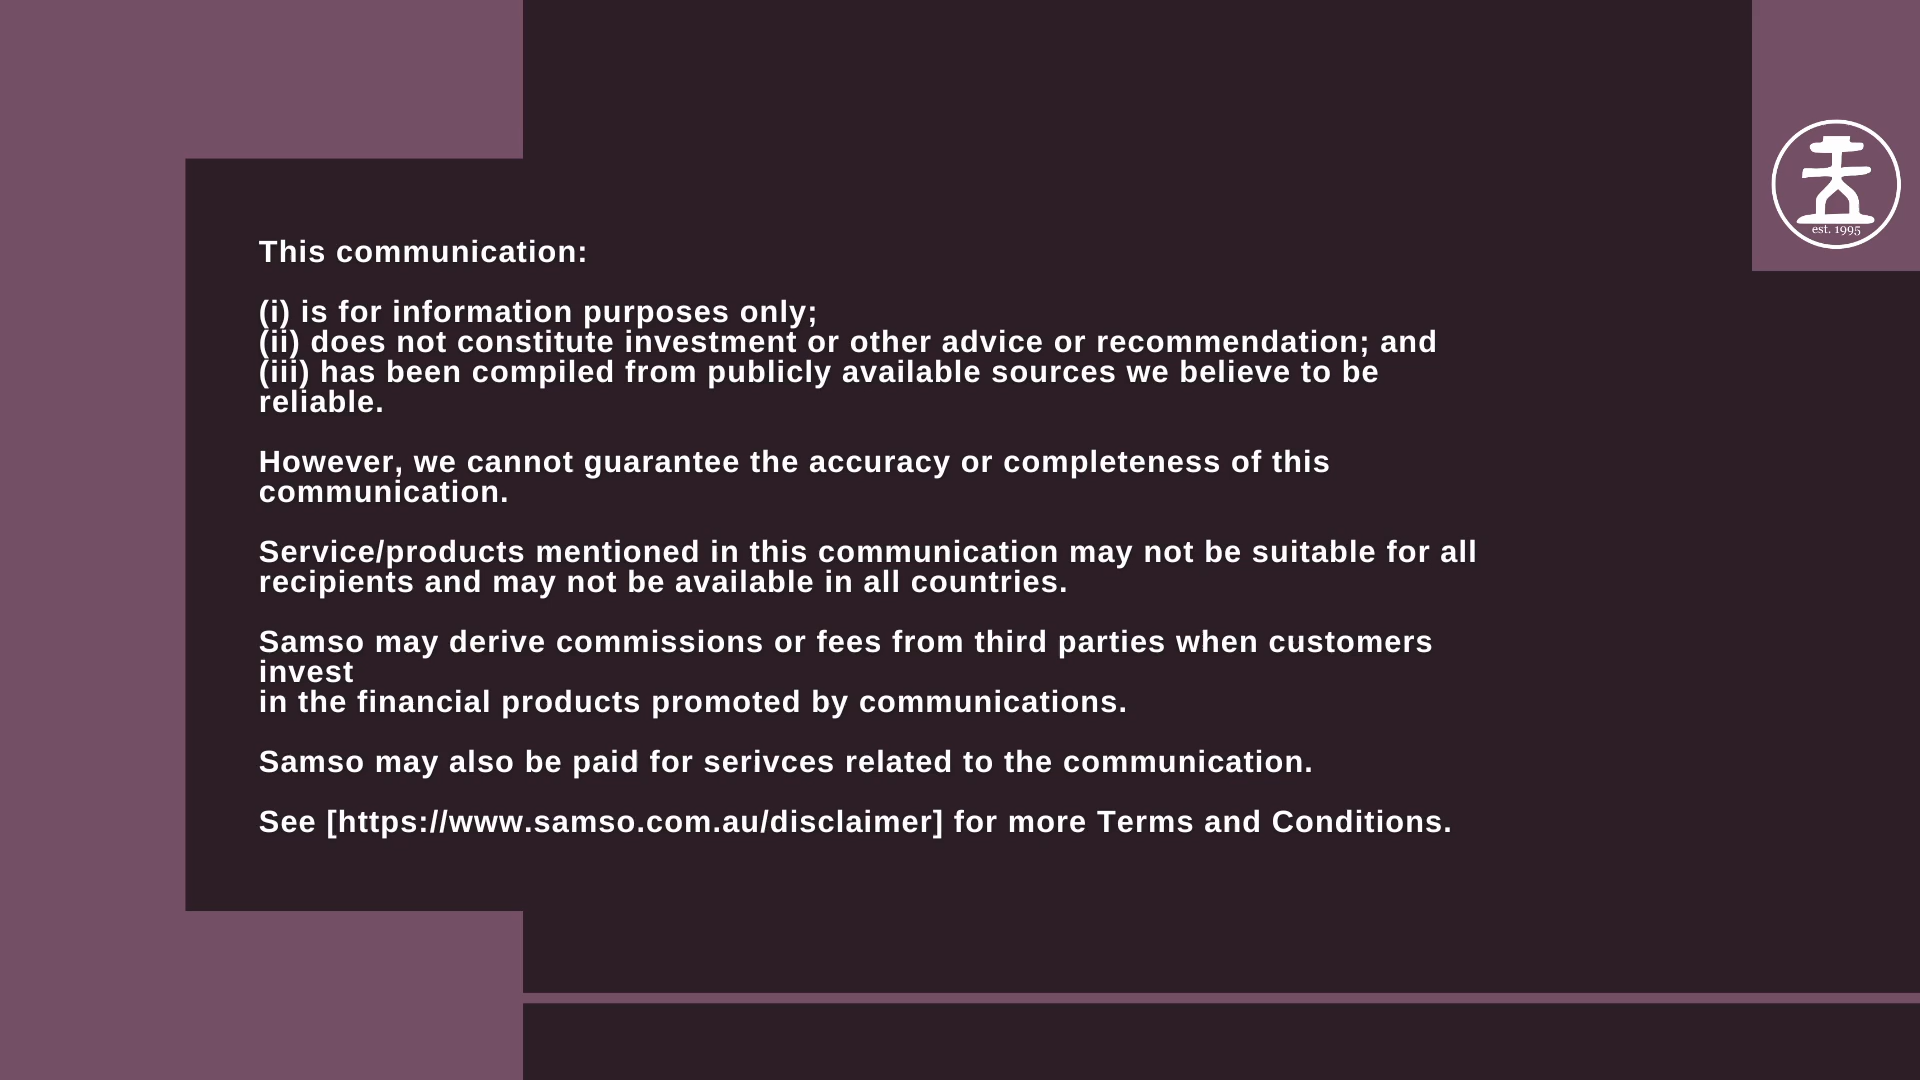 est. 1995
This communication:
(i) is for information purposes only;
(ii) does not constitute investment or other advice or recommendation; and
(iii) has been compiled from publicly available sources we believe to be
reliable.
However, we cannot guarantee the accuracy or completeness of this
communication.
Service/products mentioned in this communication may not be suitable for all
recipients and may not be available in all countries.
Samso may derive commissions or fees from third parties when customers
invest
in the financial products promoted by communications.
Samso may also be paid for serivces related to the communication.
See [https://www.samso.com.au/disclaimer] for more Terms and Conditions.